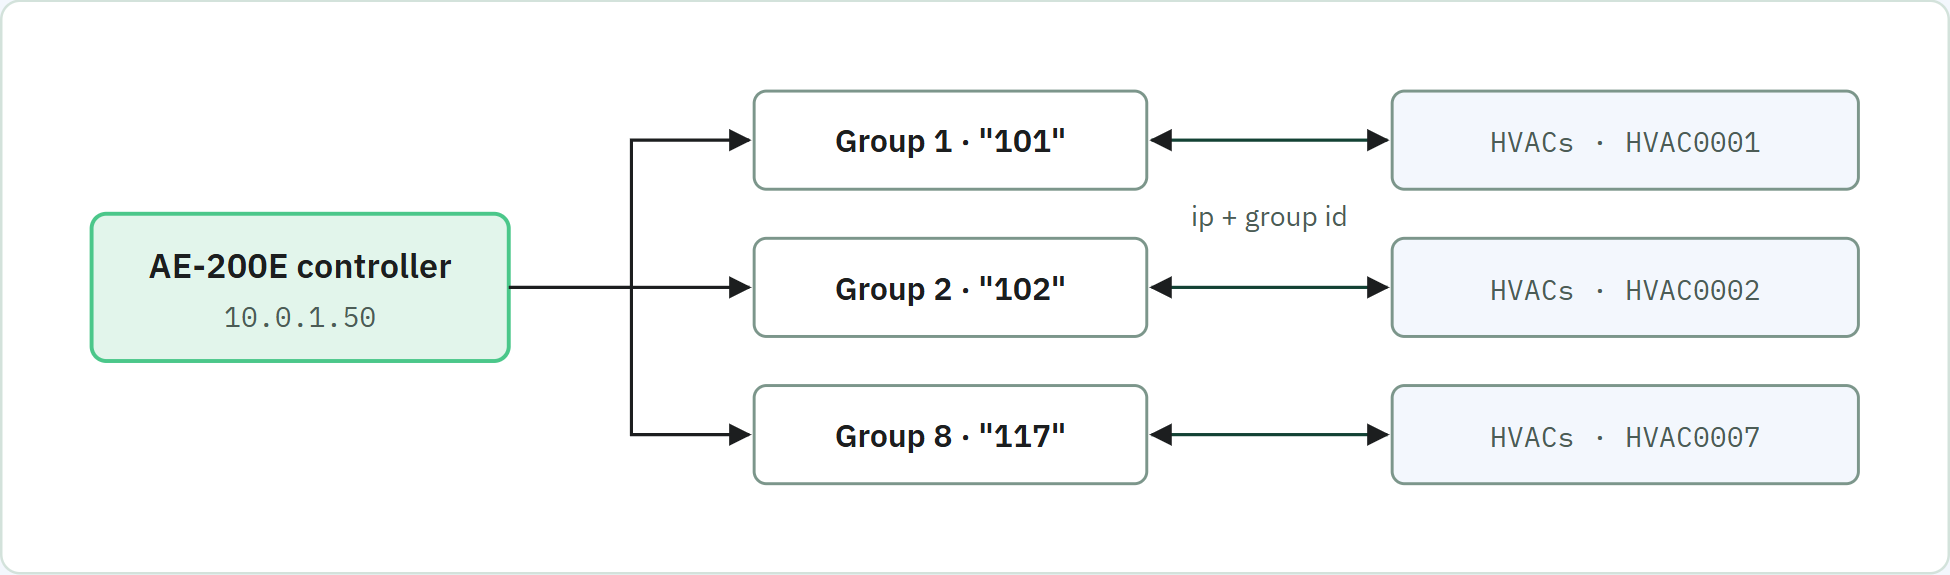 AE-200E controller
10.0.1.50
Group 1 · "101"
HVACs · HVAC0001
ip + group id
Group 2 · "102"
HVACs · HVAC0002
Group 8 · "117"
HVACs · HVAC0007